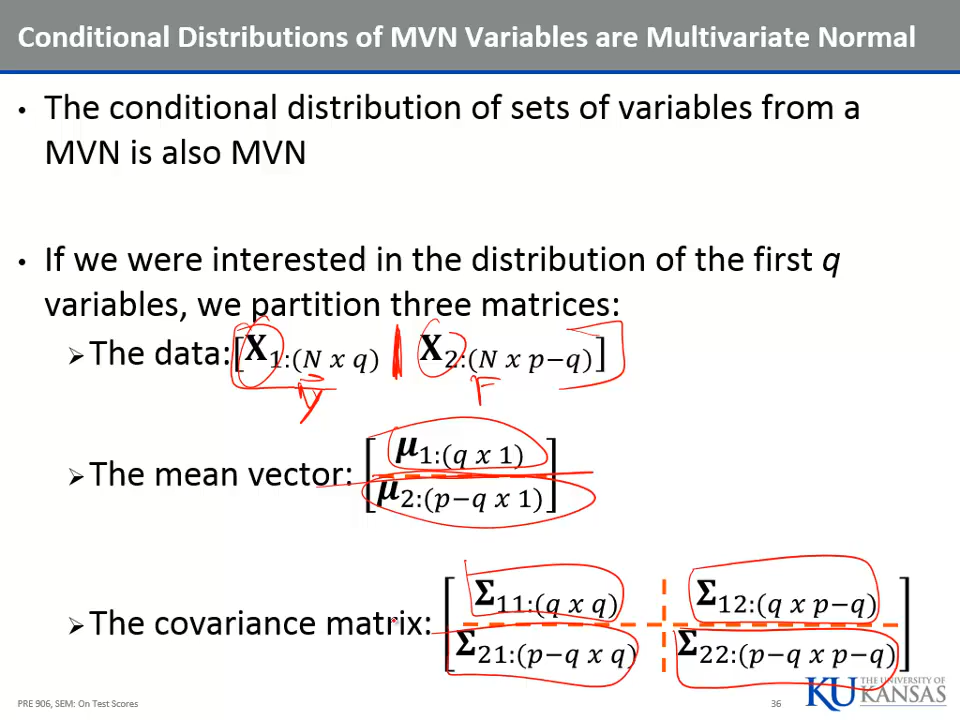 Conditional Distributions of MVN Variables are Multivariate Normal
• The conditional distribution of sets of variables from a
MVN is also MVN
• If we were interested in the distribution of the first q
variables, we partition three matrices:
➢ The data: [𝐗₁:(N x q) | 𝐗₂:(N x p−q)]
Y F
➢ The mean vector: [𝝁₁:(q x 1)
𝝁₂:(p−q x 1)]
➢ The covariance matrix: [𝚺₁₁:(q x q) 𝚺₁₂:(q x p−q)
𝚺₂₁:(p−q x q) 𝚺₂₂:(p−q x p−q)]
PRE 906, SEM: On Test Scores
36
KU THE UNIVERSITY OF
KANSAS